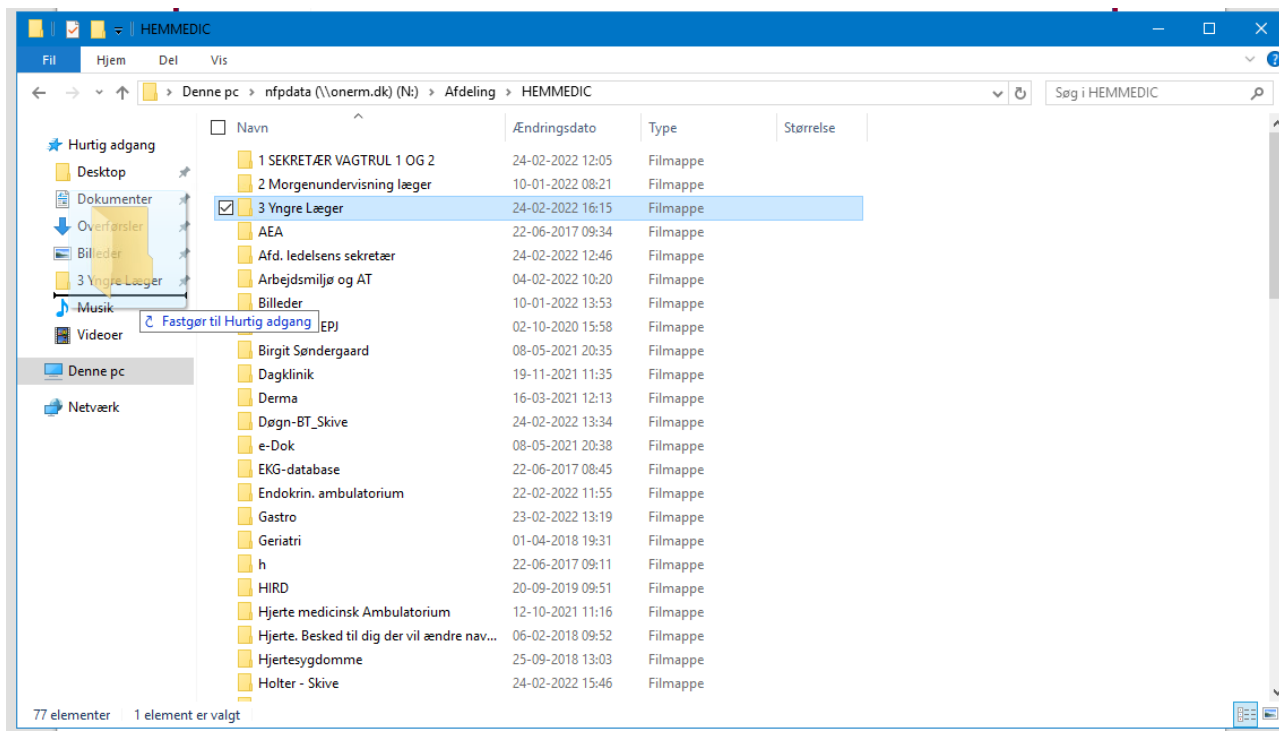 HEMMEDIC
Fil Hjem Del Vis
Denne pc > nfpdata (\\onerm.dk) (N:) > Afdeling > HEMMEDIC
Søg i HEMMEDIC
Navn Ændringsdato Type Størrelse
Hurtig adgang
Desktop
Dokumenter
Overførsler
Billeder
3 Yngre Læger
Musik
Videoer
Denne pc
Netværk
Fastgør til Hurtig adgang
1 SEKRETÆR VAGTRUL 1 OG 2 24-02-2022 12:05 Filmappe
2 Morgenundervisning læger 10-01-2022 08:21 Filmappe
3 Yngre Læger 24-02-2022 16:15 Filmappe
AEA 22-06-2017 09:34 Filmappe
Afd. ledelsens sekretær 24-02-2022 12:46 Filmappe
Arbejdsmiljø og AT 04-02-2022 10:20 Filmappe
Billeder 10-01-2022 13:53 Filmappe
EPJ 02-10-2020 15:58 Filmappe
Birgit Søndergaard 08-05-2021 20:35 Filmappe
Dagklinik 19-11-2021 11:35 Filmappe
Derma 16-03-2021 12:13 Filmappe
Døgn-BT_Skive 24-02-2022 13:34 Filmappe
e-Dok 08-05-2021 20:38 Filmappe
EKG-database 22-06-2017 08:45 Filmappe
Endokrin. ambulatorium 22-02-2022 11:55 Filmappe
Gastro 23-02-2022 13:19 Filmappe
Geriatri 01-04-2018 19:31 Filmappe
h 22-06-2017 09:11 Filmappe
HIRD 20-09-2019 09:51 Filmappe
Hjerte medicinsk Ambulatorium 12-10-2021 11:16 Filmappe
Hjerte. Besked til dig der vil ændre nav... 06-02-2018 09:52 Filmappe
Hjertesygdomme 25-09-2018 13:03 Filmappe
Holter - Skive 24-02-2022 15:46 Filmappe
77 elementer 1 element er valgt